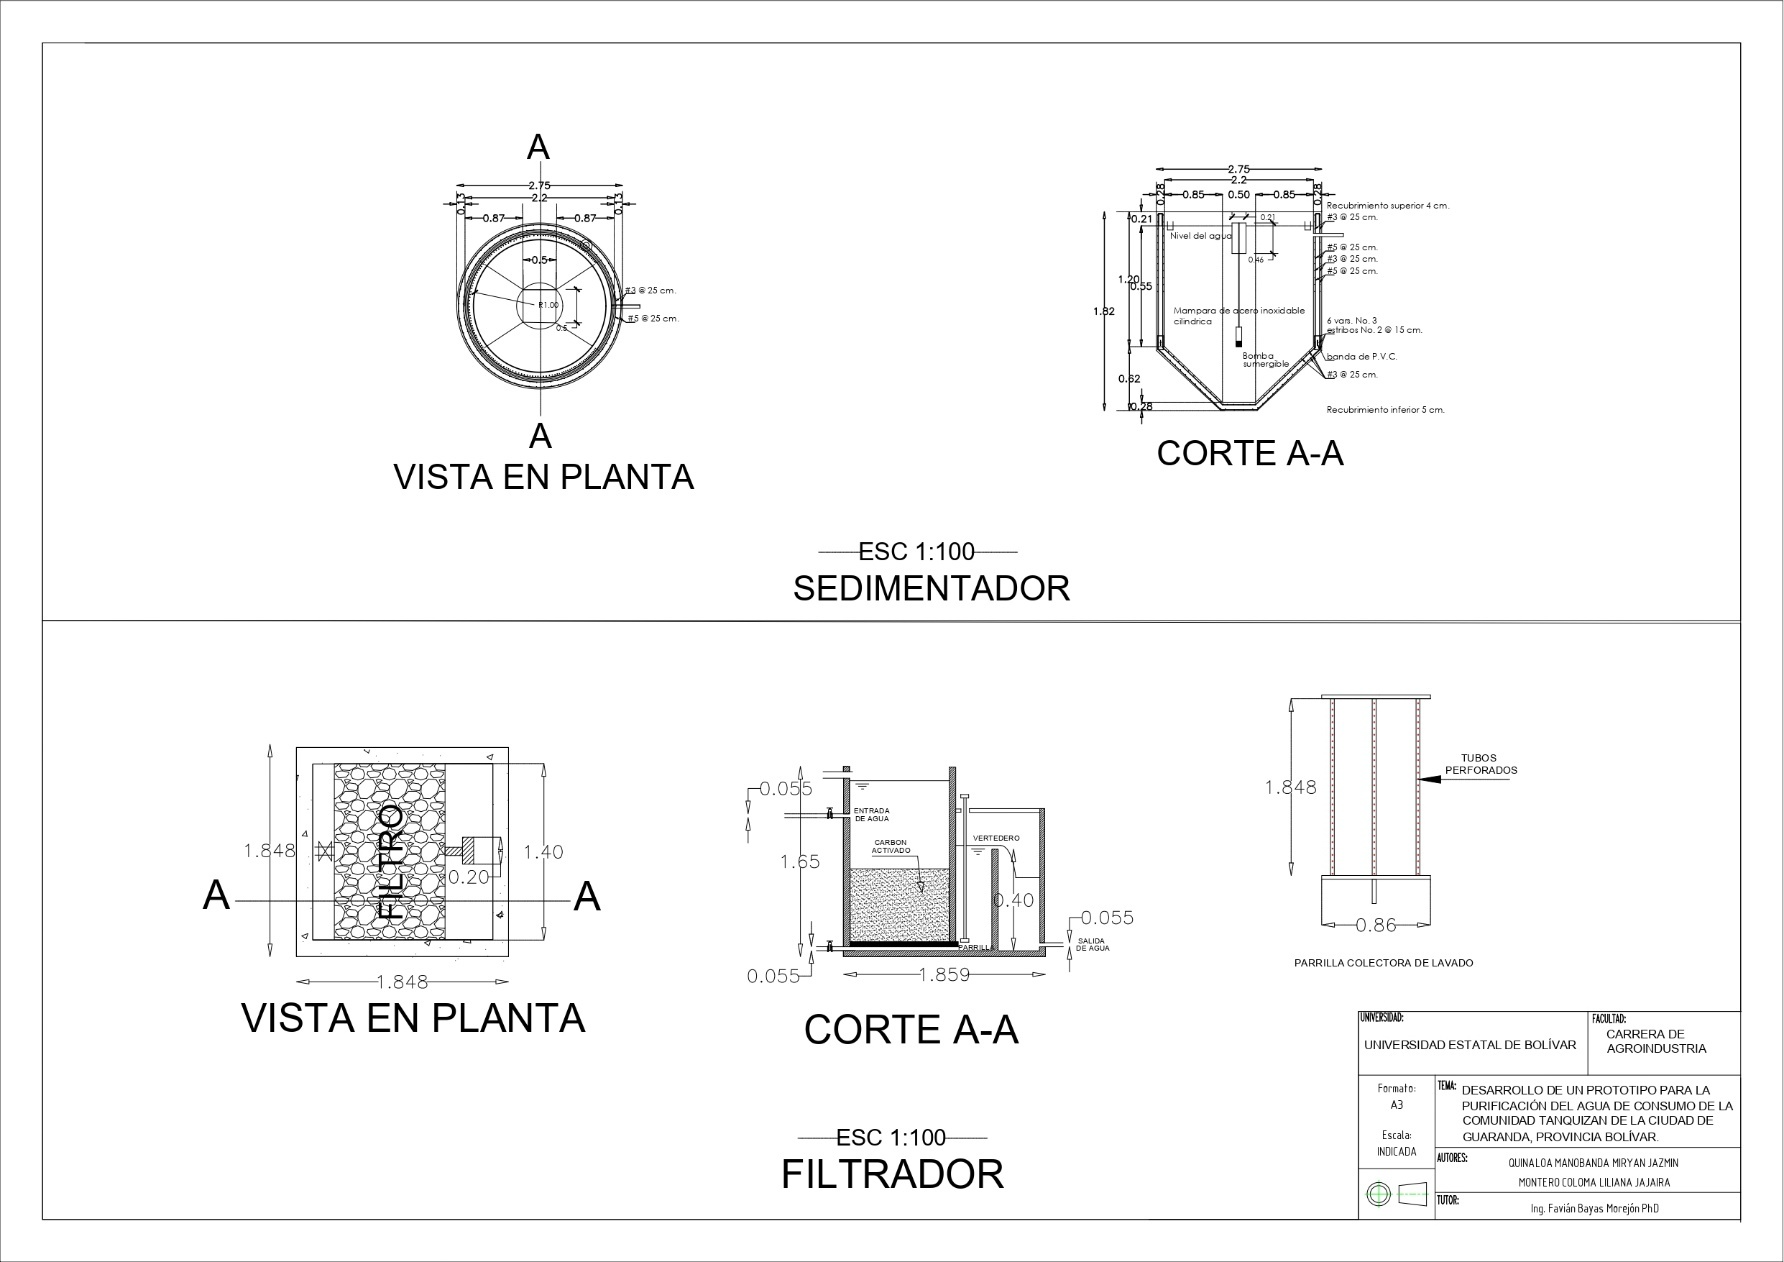 A
2.75
2.2
0.13
0.13
0.87
0.87
0.5
R1.00
0.5
#3 @ 25 cm.
#5 @ 25 cm.
A
VISTA EN PLANTA
2.75
2.2
0.28
0.85
0.50
0.85
0.28
0.21
0.21
0.46
Nivel del agua
1.20
0.55
1.82
0.62
0.28
Mampara de acero inoxidable
cilindrica
Bomba
sumergible
Recubrimiento superior 4 cm.
#3 @ 25 cm.
#5 @ 25 cm.
#3 @ 25 cm.
#5 @ 25 cm.
6 vars. No. 3
estribos No. 2 @ 15 cm.
banda de P.V.C.
#3 @ 25 cm.
Recubrimiento inferior 5 cm.
CORTE A-A
ESC 1:100
SEDIMENTADOR
1.848
FILTRO
0.20
1.40
A
A
1.848
VISTA EN PLANTA
0.055
ENTRADA
DE AGUA
1.65
CARBON
ACTIVADO
VERTEDERO
0.40
0.055
SALIDA
DE AGUA
PARRILLA
0.055
1.859
CORTE A-A
1.848
TUBOS
PERFORADOS
0.86
PARRILLA COLECTORA DE LAVADO
ESC 1:100
FILTRADOR
UNIVERSIDAD:
UNIVERSIDAD ESTATAL DE BOLÍVAR
FACULTAD:
CARRERA DE
AGROINDUSTRIA
Formato:
A3
Escala:
INDICADA
TEMA:
DESARROLLO DE UN PROTOTIPO PARA LA
PURIFICACIÓN DEL AGUA DE CONSUMO DE LA
COMUNIDAD TANQUIZAN DE LA CIUDAD DE
GUARANDA, PROVINCIA BOLÍVAR.
AUTORES:
QUINALOA MANOBANDA MIRYAN JAZMIN
MONTERO COLOMA LILIANA JAJAIRA
TUTOR:
Ing. Favián Bayas Morejón PhD